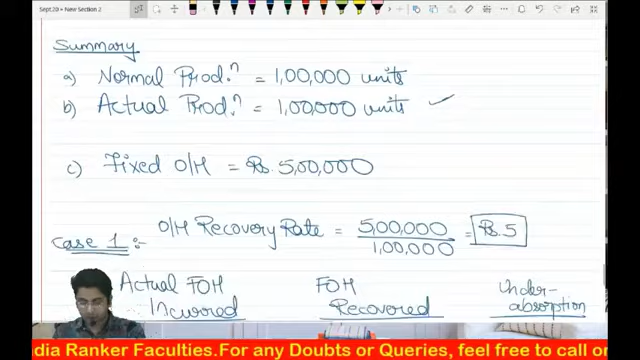 Sept 20 • New Section 2
Summary
a) Normal Prod.ⁿ = 1,00,000 units
b) Actual Prod.ⁿ = 1,00,000 units ✓
c) Fixed O/H = Rs. 5,00,000
Case 1 :- O/H Recovery Rate = 5,00,000 / 1,00,000 = Rs. 5
Actual FOH Incurred
FOH Recovered
Under-absorption
dia Ranker Faculties.For any Doubts or Queries, feel free to call or